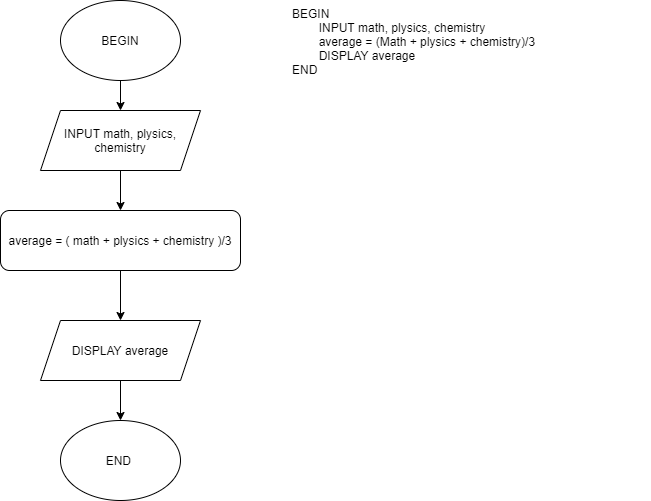 BEGIN
INPUT math, plysics,
chemistry
average = ( math + plysics + chemistry )/3
DISPLAY average
END
BEGIN
INPUT math, plysics, chemistry
average = (Math + plysics + chemistry)/3
DISPLAY average
END